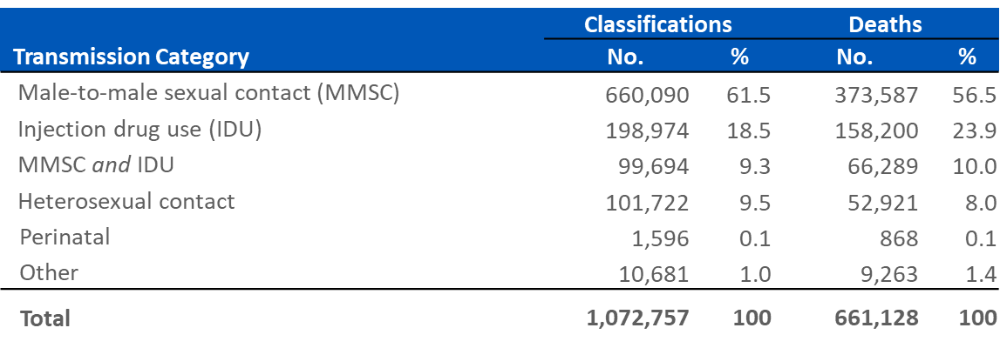 Classifications Deaths
Transmission Category No. % No. %
Male-to-male sexual contact (MMSC) 660,090 61.5 373,587 56.5
Injection drug use (IDU) 198,974 18.5 158,200 23.9
MMSC and IDU 99,694 9.3 66,289 10.0
Heterosexual contact 101,722 9.5 52,921 8.0
Perinatal 1,596 0.1 868 0.1
Other 10,681 1.0 9,263 1.4
Total 1,072,757 100 661,128 100